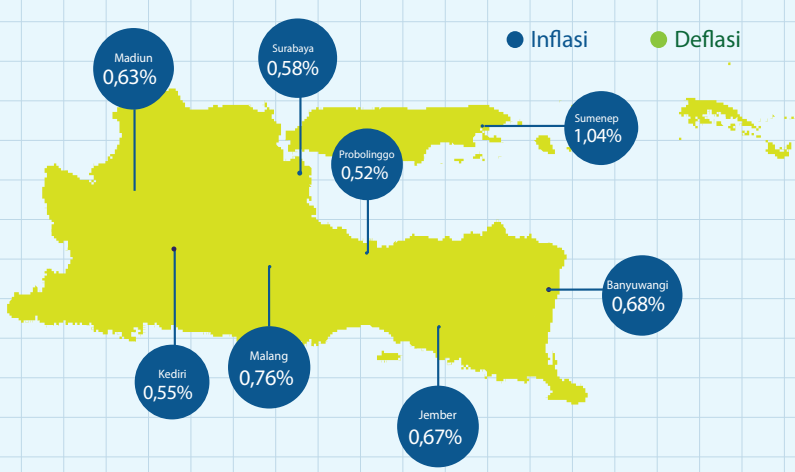 Inflasi
Deflasi
Madiun
0,63%
Surabaya
0,58%
Sumenep
1,04%
Probolinggo
0,52%
Banyuwangi
0,68%
Kediri
0,55%
Malang
0,76%
Jember
0,67%